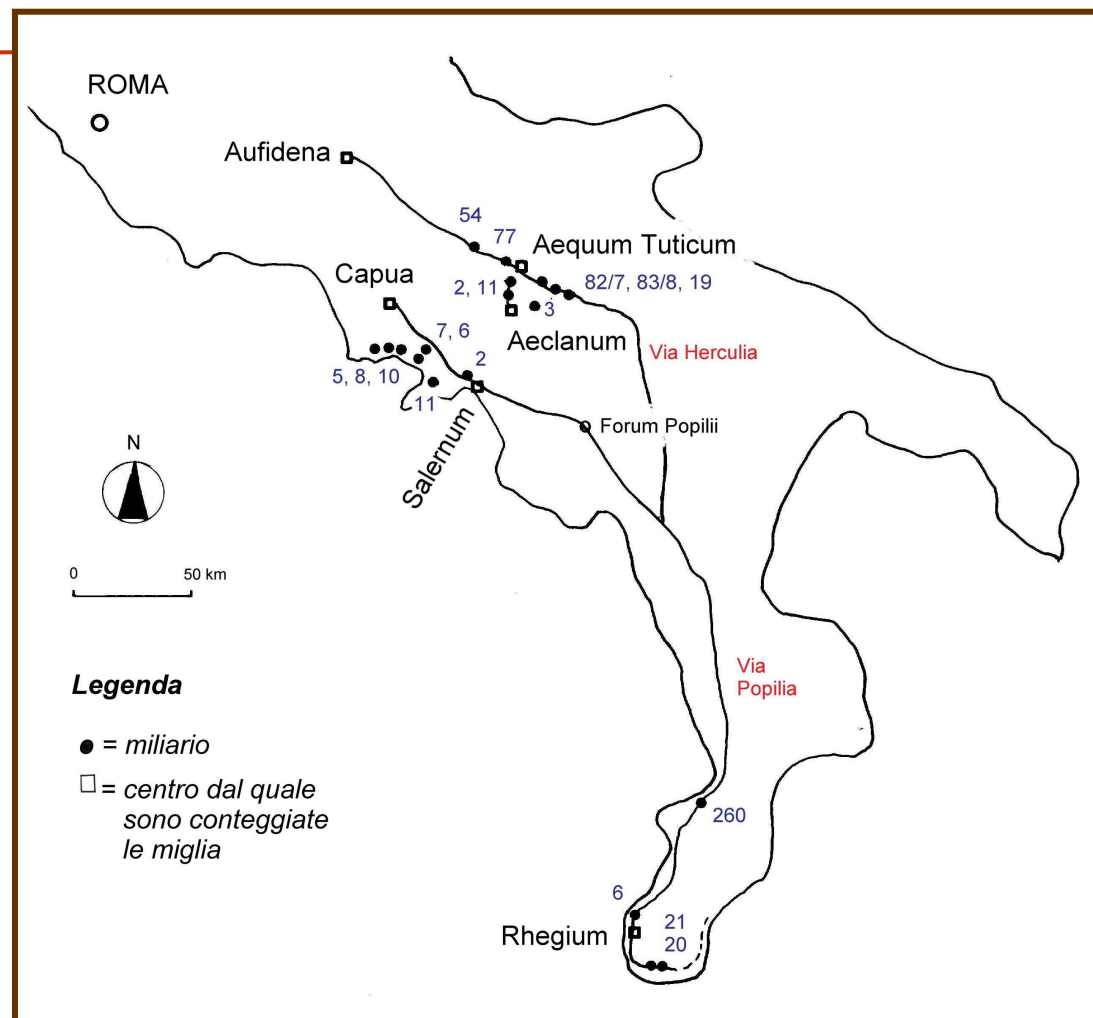 ROMA
Aufidena
54
77
Aequum Tuticum
Capua
2, 11
82/7, 83/8, 19
3
7, 6
Aeclanum
Via Herculia
2
5, 8, 10
11
Forum Popilii
Salernum
N
0
50 km
Via
Popilia
Legenda
= miliario
= centro dal quale
sono conteggiate
le miglia
260
6
21
Rhegium
20